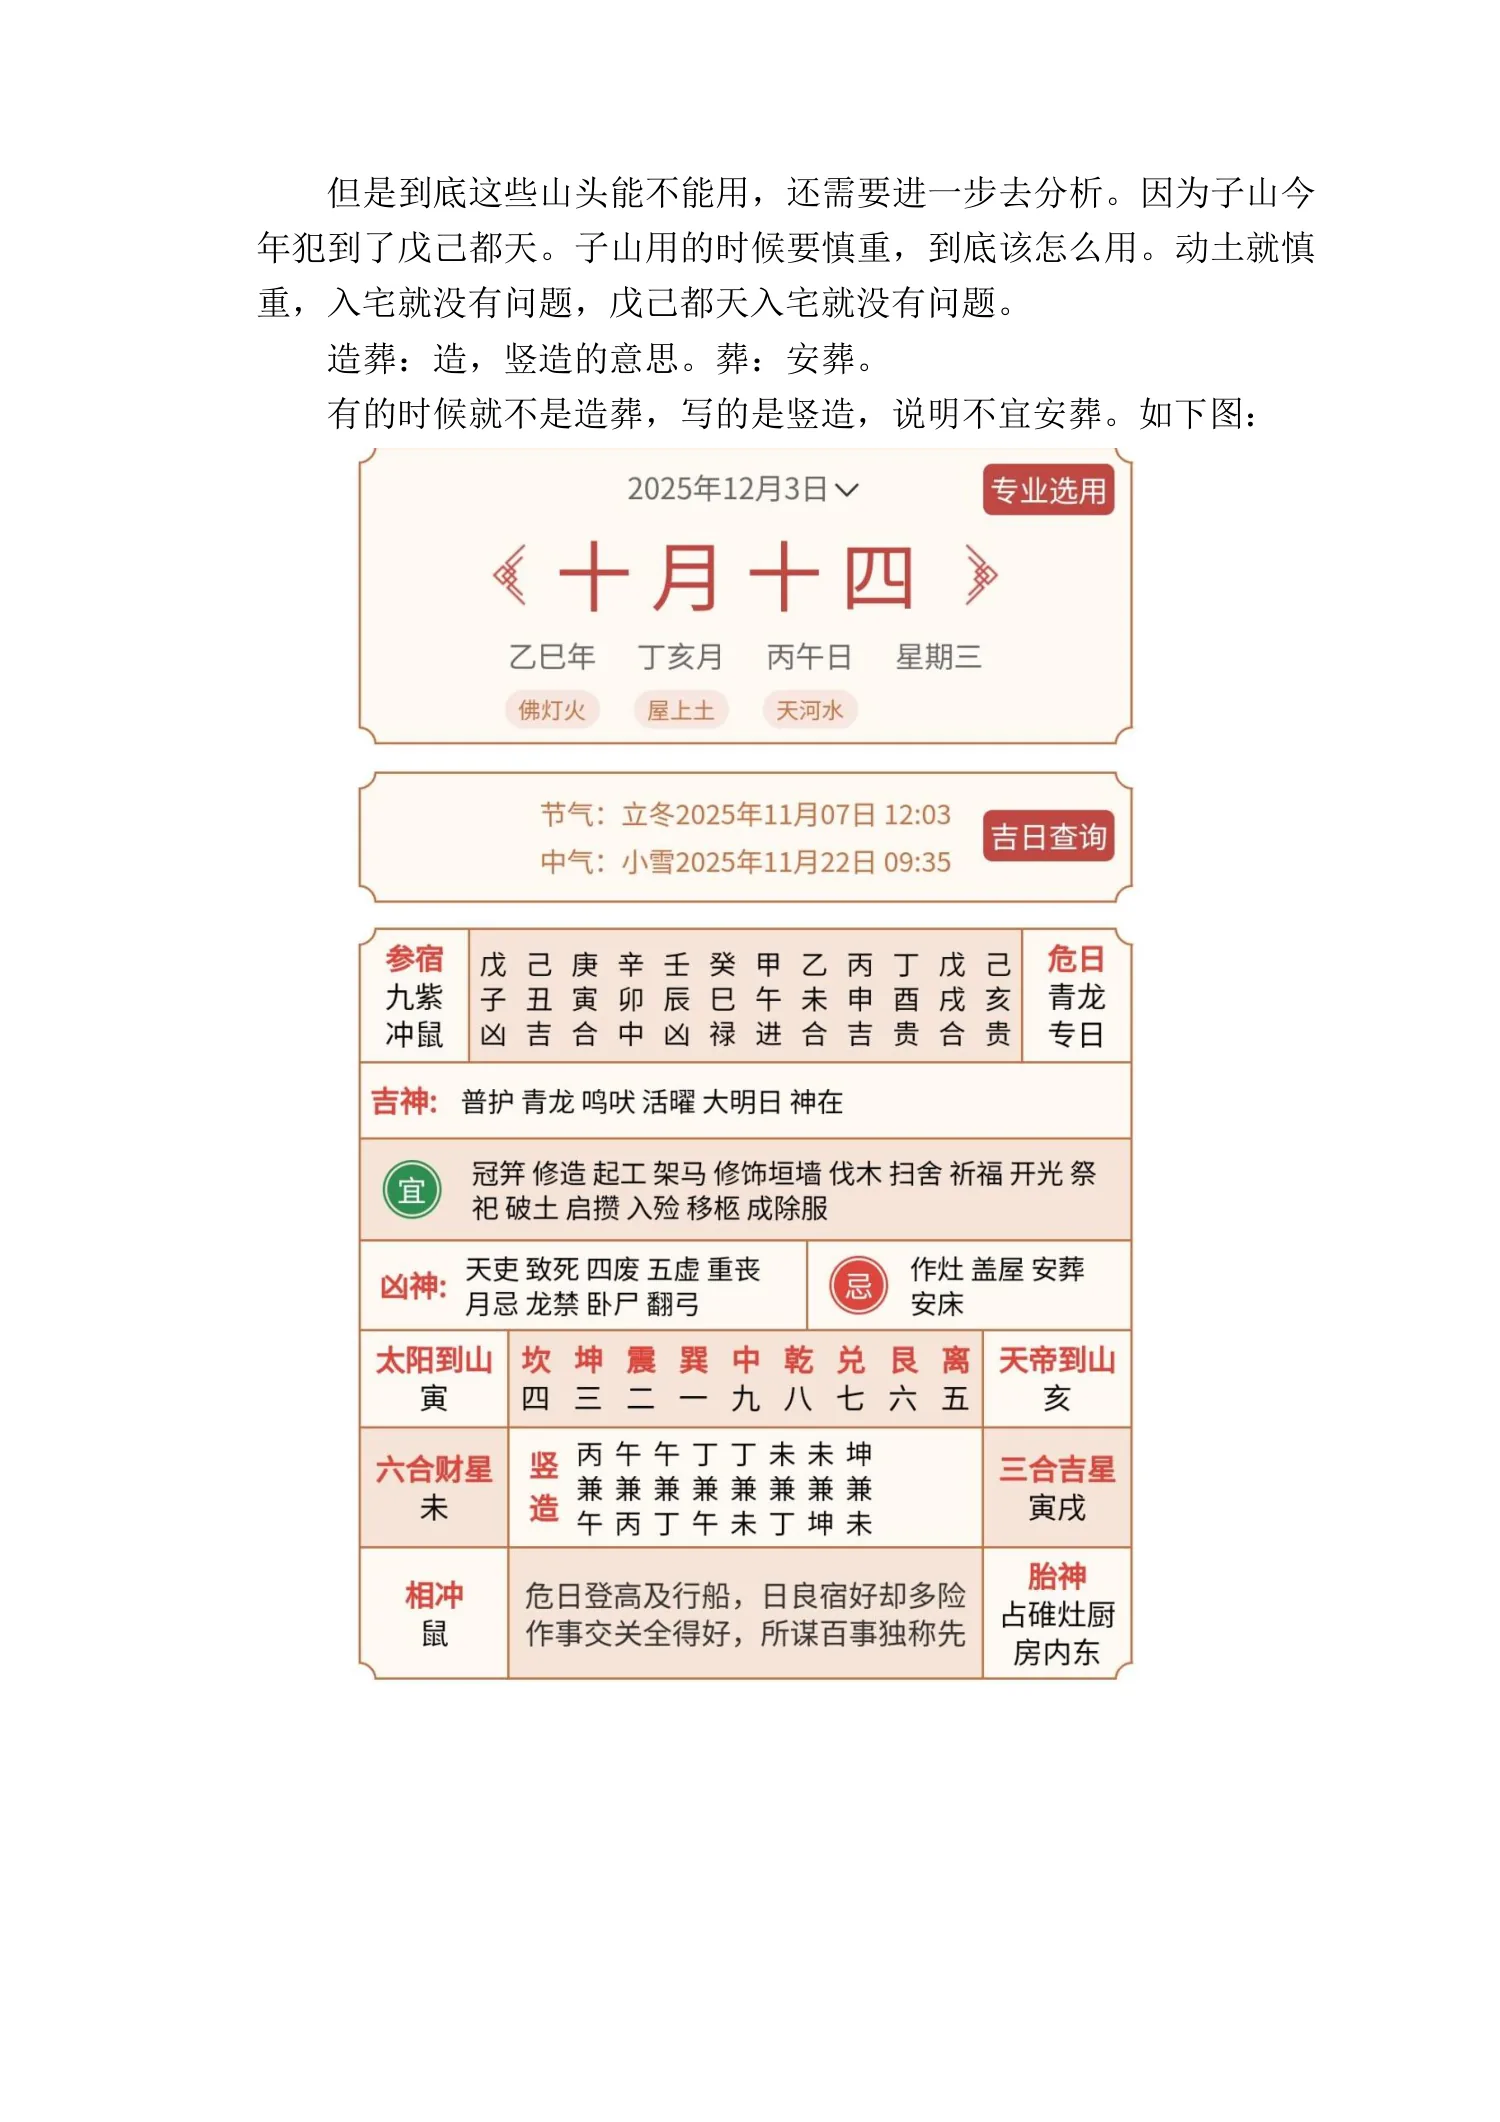 但是到底这些山头能不能用，还需要进一步去分析。因为子山今
年犯到了戊己都天。子山用的时候要慎重，到底该怎么用。动土就慎
重，入宅就没有问题，戊己都天入宅就没有问题。
造葬：造，竖造的意思。葬：安葬。
有的时候就不是造葬，写的是竖造，说明不宜安葬。如下图：
2025年12月3日
专业选用
十月十四
乙巳年 丁亥月 丙午日 星期三
佛灯火 屋上土 天河水
节气：立冬2025年11月07日 12:03
中气：小雪2025年11月22日 09:35
吉日查询
参宿
九紫
冲鼠
戊 己 庚 辛 壬 癸 甲 乙 丙 丁 戊 己
子 丑 寅 卯 辰 巳 午 未 申 酉 戌 亥
凶 吉 合 中 凶 禄 进 合 吉 贵 合 贵
危日
青龙
专日
吉神: 普护 青龙 鸣吠 活曜 大明日 神在
宜
冠笄 修造 起工 架马 修饰垣墙 伐木 扫舍 祈福 开光 祭
祀 破土 启攒 入殓 移柩 成除服
凶神:
天吏 致死 四废 五虚 重丧
月忌 龙禁 卧尸 翻弓
忌
作灶 盖屋 安葬
安床
太阳到山
寅
坎 坤 震 巽 中 乾 兑 艮 离
四 三 二 一 九 八 七 六 五
天帝到山
亥
六合财星
未
竖造
丙 午 午 丁 丁 未 未 坤
兼 兼 兼 兼 兼 兼 兼 兼
午 丙 丁 午 未 丁 坤 未
三合吉星
寅戌
相冲
鼠
危日登高及行船，日良宿好却多险
作事交关全得好，所谋百事独称先
胎神
占碓灶厨
房内东